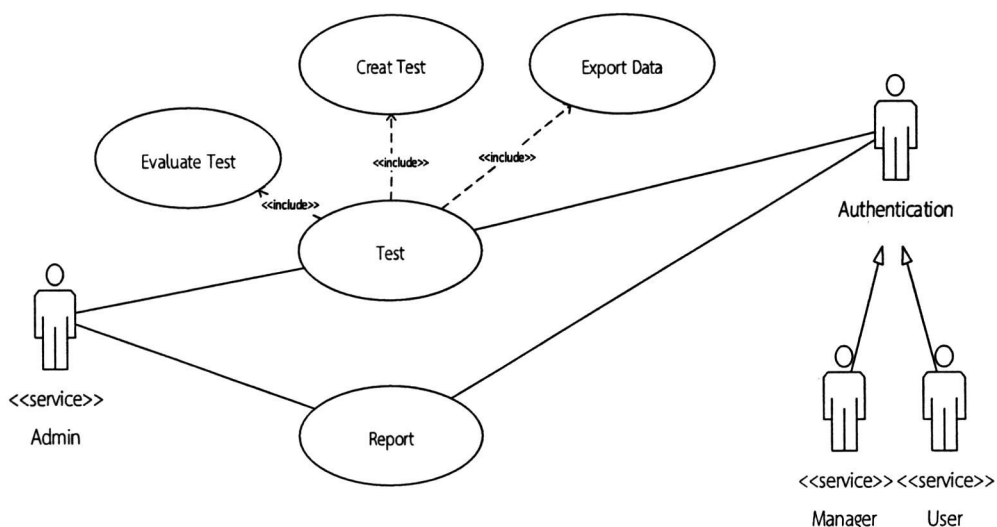 Creat Test
Export Data
Evaluate Test
<<include>>
<<include>>
<<include>>
Test
Authentication
<<service>>
Admin
Report
<<service>> <<service>>
Manager User